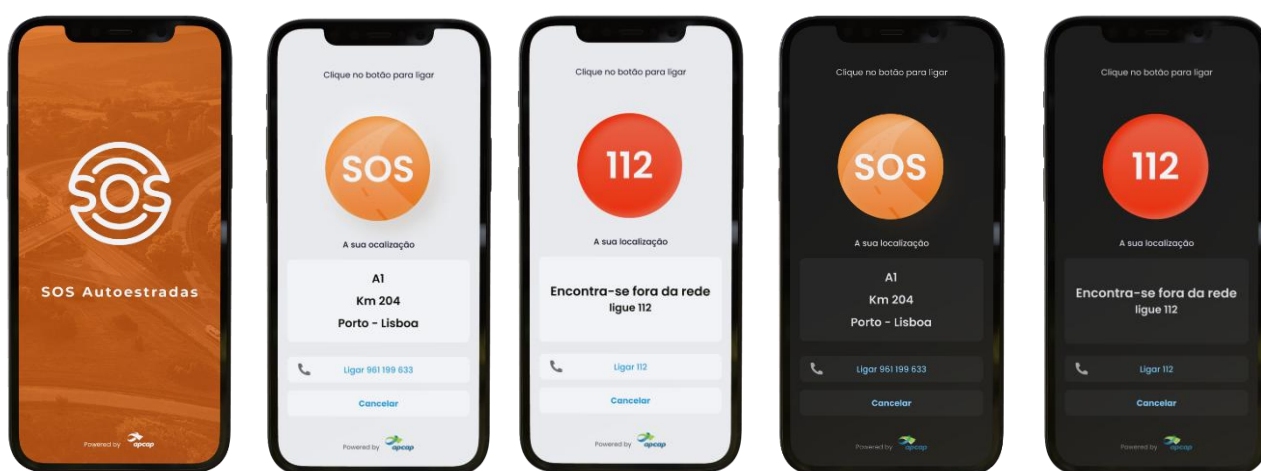 SOS
SOS Autoestradas
Powered by apcap
Clique no botão para ligar
SOS
A sua ocalização
A1
Km 204
Porto - Lisboa
Ligar 961 199 633
Cancelar
Powered by apcap
Clique no botão para ligar
112
A sua localização
Encontra-se fora da rede
ligue 112
Ligar 112
Cancelar
Powered by apcap
Clique no botão para ligar
SOS
A sua localização
A1
Km 204
Porto - Lisboa
Ligar 961 199 633
Cancelar
Powered by apcap
Clique no botão para ligar
112
A sua localização
Encontra-se fora da rede
ligue 112
Ligar 112
Cancelar
Powered by apcap